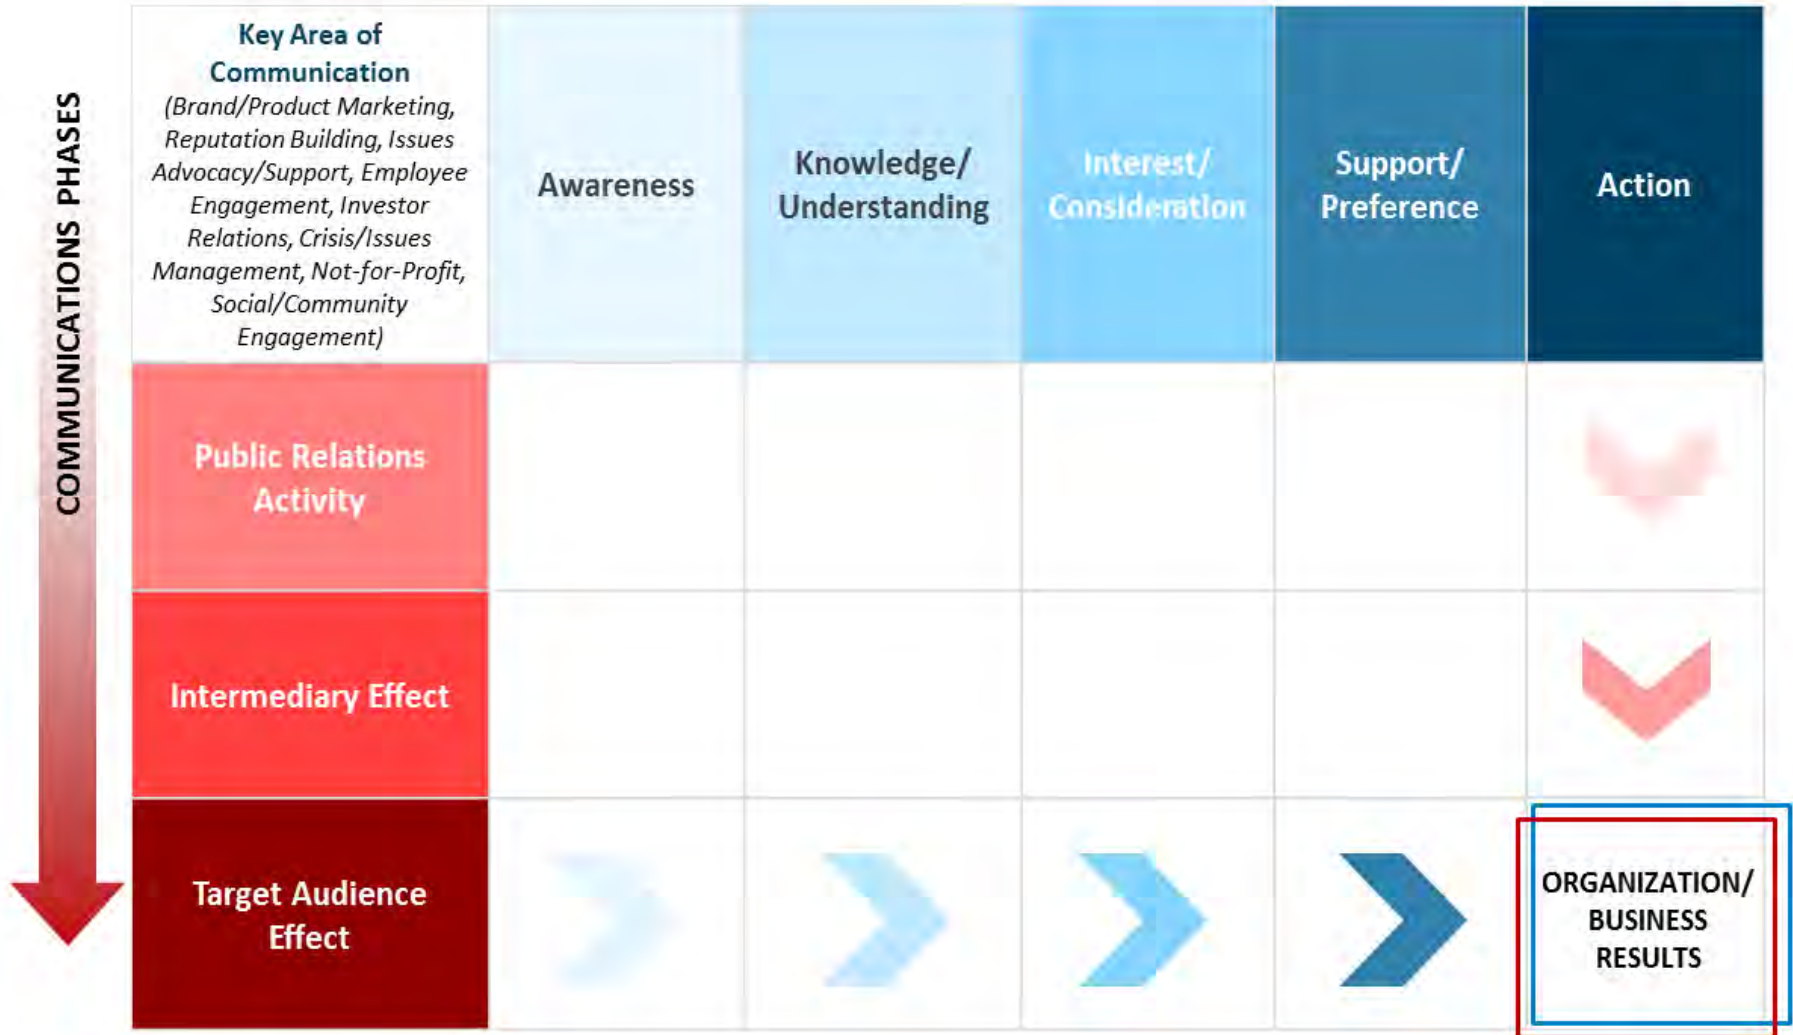 COMMUNICATIONS PHASES
Key Area of
Communication
(Brand/Product Marketing,
Reputation Building, Issues
Advocacy/Support, Employee
Engagement, Investor
Relations, Crisis/Issues
Management, Not-for-Profit,
Social/Community
Engagement)
Awareness
Knowledge/
Understanding
Interest/
Consideration
Support/
Preference
Action
Public Relations
Activity
Intermediary Effect
Target Audience
Effect
ORGANIZATION/
BUSINESS
RESULTS